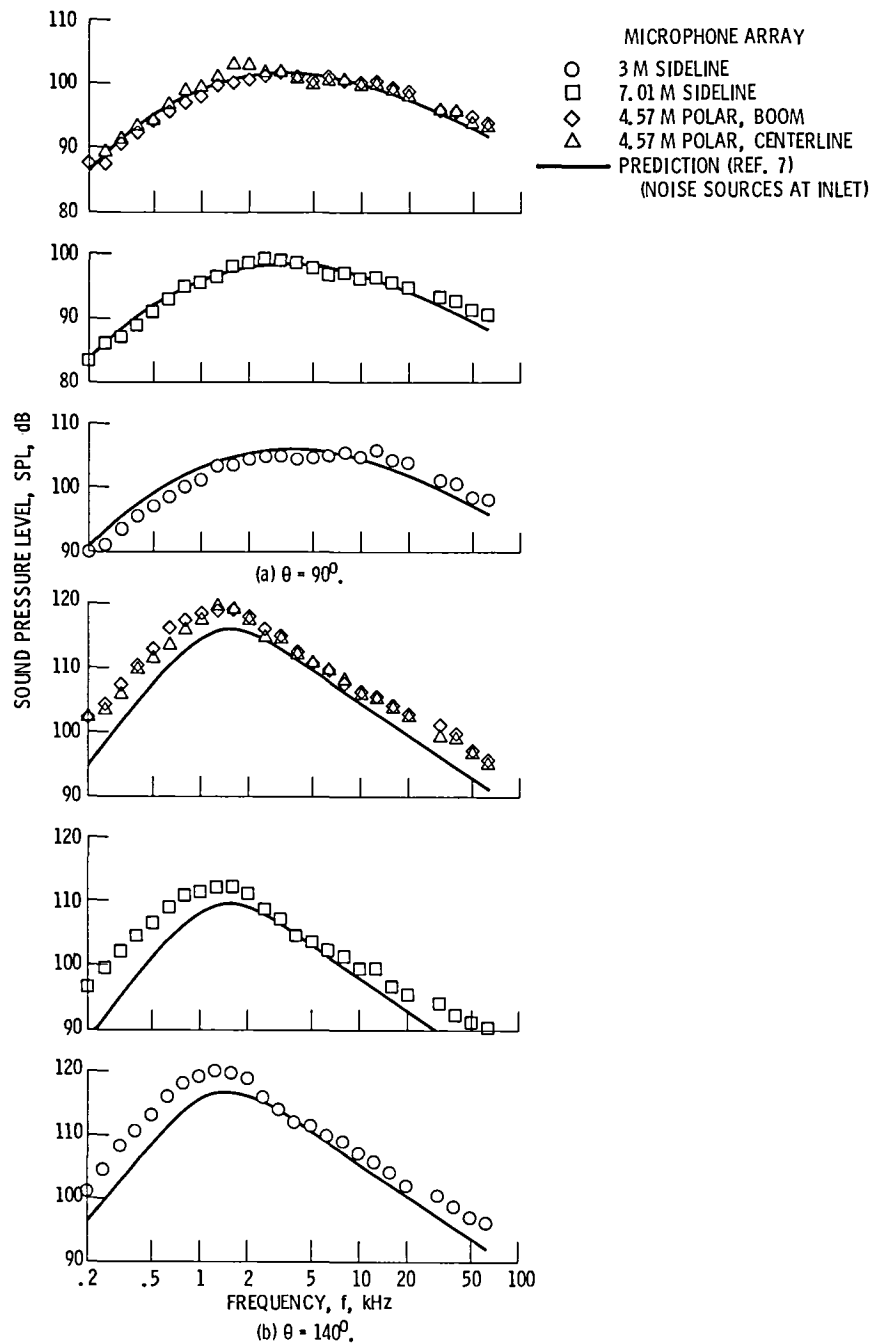 MICROPHONE ARRAY
3 M SIDELINE
7.01 M SIDELINE
4.57 M POLAR, BOOM
4.57 M POLAR, CENTERLINE
PREDICTION (REF. 7)
(NOISE SOURCES AT INLET)
SOUND PRESSURE LEVEL, SPL, dB
100
90
80
100
90
80
110
100
90
(a) θ = 90⁰.
120
110
100
90
120
110
100
90
120
110
100
90
.2 .5 1 2 5 10 20 50 100
FREQUENCY, f, kHz
(b) θ = 140⁰.